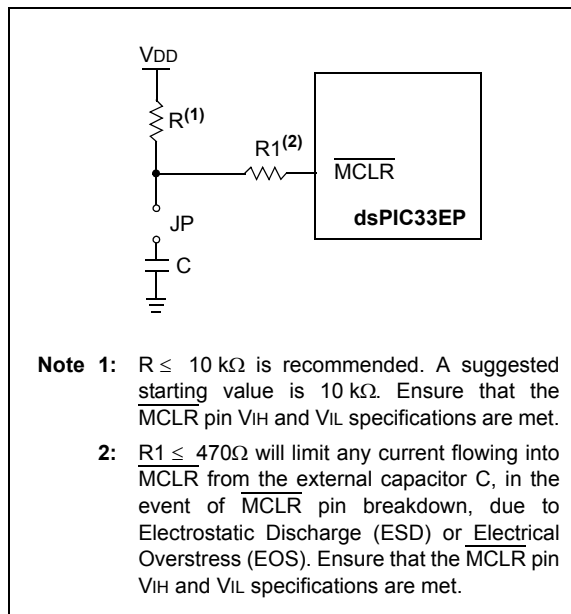 VDD
R(1)
R1(2)
MCLR
dsPIC33EP
JP
C
Note 1: R ≤ 10 kΩ is recommended. A suggested
starting value is 10 kΩ. Ensure that the
MCLR pin VIH and VIL specifications are met.
2: R1 ≤ 470Ω will limit any current flowing into
MCLR from the external capacitor C, in the
event of MCLR pin breakdown, due to
Electrostatic Discharge (ESD) or Electrical
Overstress (EOS). Ensure that the MCLR pin
VIH and VIL specifications are met.